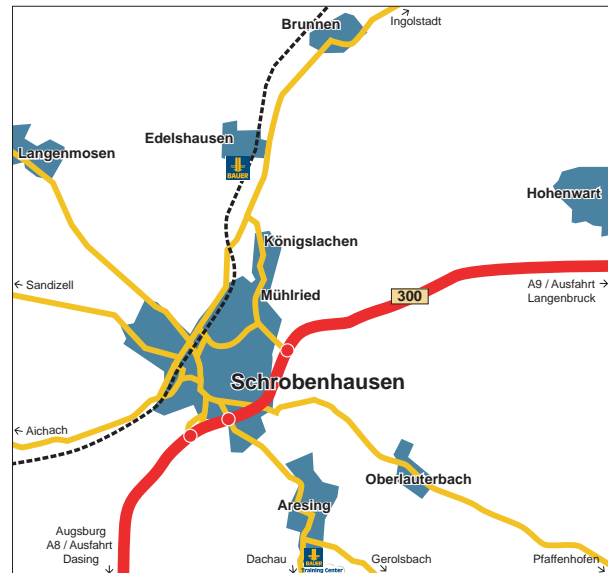 Brunnen
Ingolstadt
Edelshausen
Langenmosen
BAUER
Hohenwart
Königslachen
Sandizell
Mühlried
300
A9 / Ausfahrt
Langenbruck
Schrobenhausen
Aichach
Oberlauterbach
Aresing
Augsburg
A8 / Ausfahrt
Dasing
Dachau
BAUER
Training Center
Gerolsbach
Pfaffenhofen